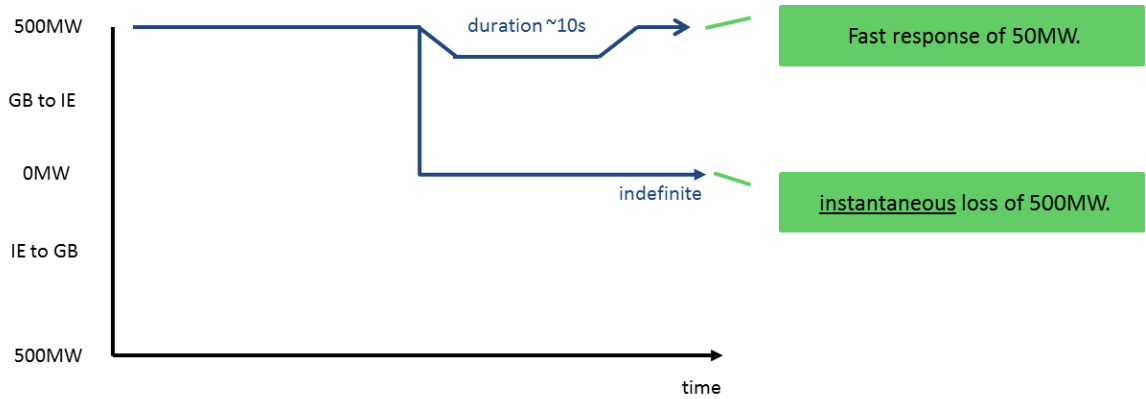 500MW
duration ~10s
Fast response of 50MW.
GB to IE
0MW
indefinite
instantaneous loss of 500MW.
IE to GB
500MW
time